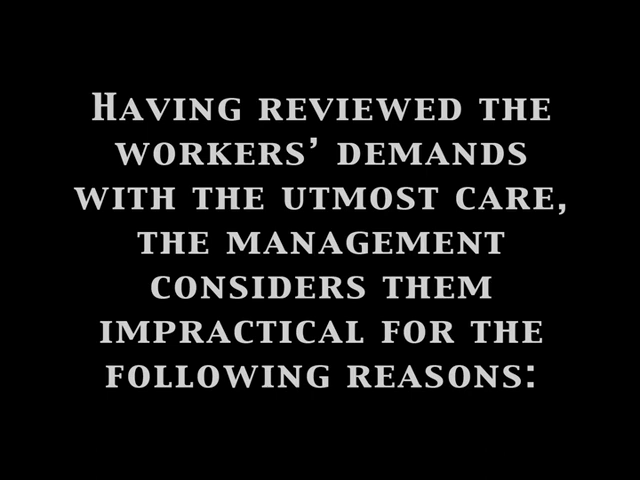 Having reviewed the
workers’ demands
with the utmost care,
the management
considers them
impractical for the
following reasons: